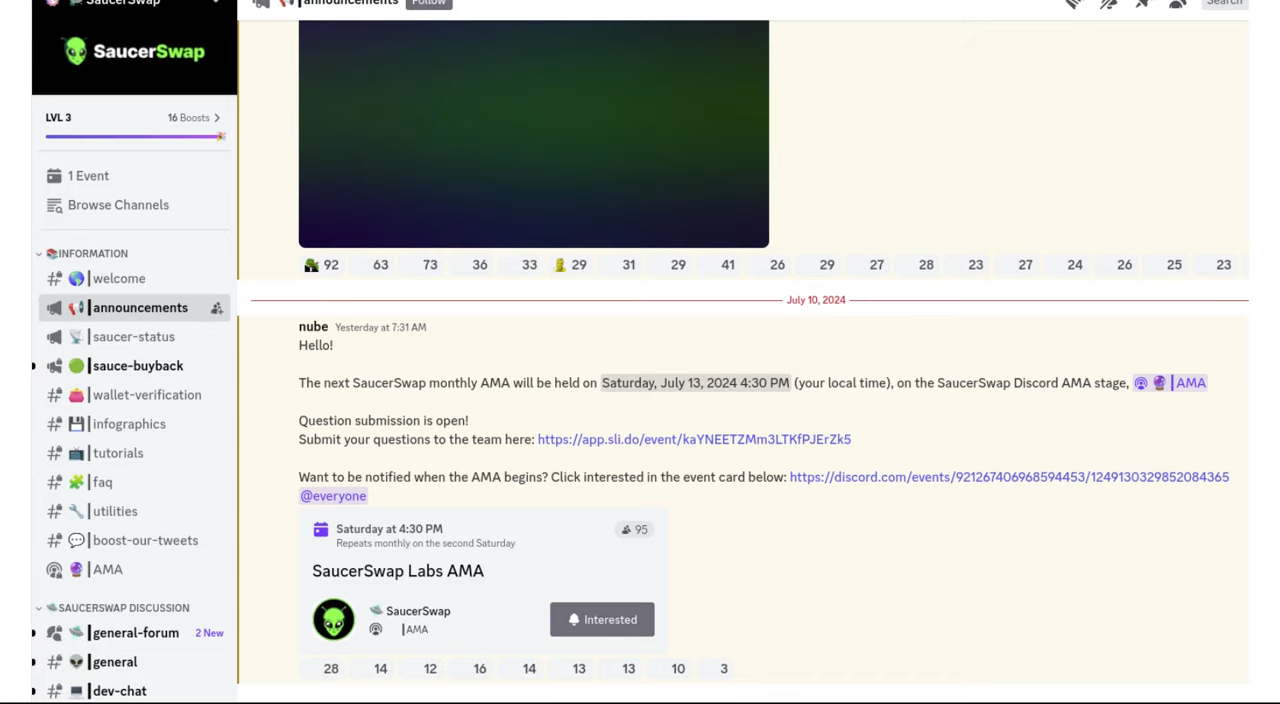 SaucerSwap
announcements
Follow
Search
SaucerSwap
LVL 3
16 Boosts
1 Event
Browse Channels
INFORMATION
welcome
announcements
saucer-status
sauce-buyback
wallet-verification
infographics
tutorials
faq
utilities
boost-our-tweets
AMA
SAUCERSWAP DISCUSSION
general-forum 2 New
general
dev-chat
92 63 73 36 33 29 31 29 41 26 29 27 28 23 27 24 26 25 23
July 10, 2024
nube Yesterday at 7:31 AM
Hello!
The next SaucerSwap monthly AMA will be held on Saturday, July 13, 2024 4:30 PM (your local time), on the SaucerSwap Discord AMA stage, AMA
Question submission is open!
Submit your questions to the team here: https://app.sli.do/event/kaYNEETZMm3LTKfPJErZk5
Want to be notified when the AMA begins? Click interested in the event card below: https://discord.com/events/921267406968594453/1249130329852084365
@everyone
Saturday at 4:30 PM 95
Repeats monthly on the second Saturday
SaucerSwap Labs AMA
SaucerSwap
AMA
Interested
28 14 12 16 14 13 13 10 3